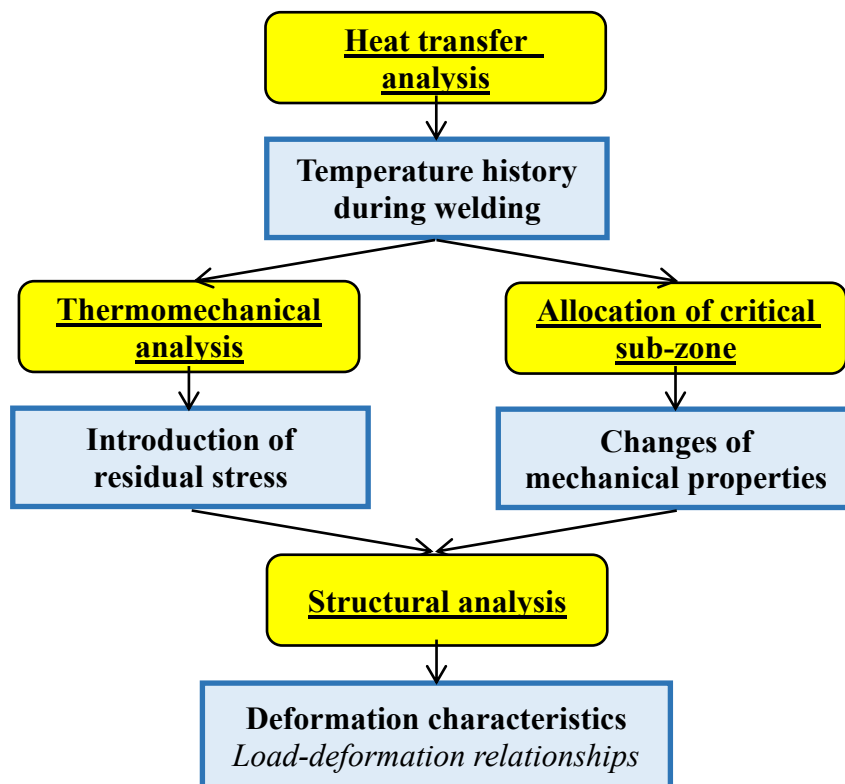 Heat transfer
analysis
Temperature history
during welding
Thermomechanical
analysis
Allocation of critical
sub-zone
Introduction of
residual stress
Changes of
mechanical properties
Structural analysis
Deformation characteristics
Load-deformation relationships